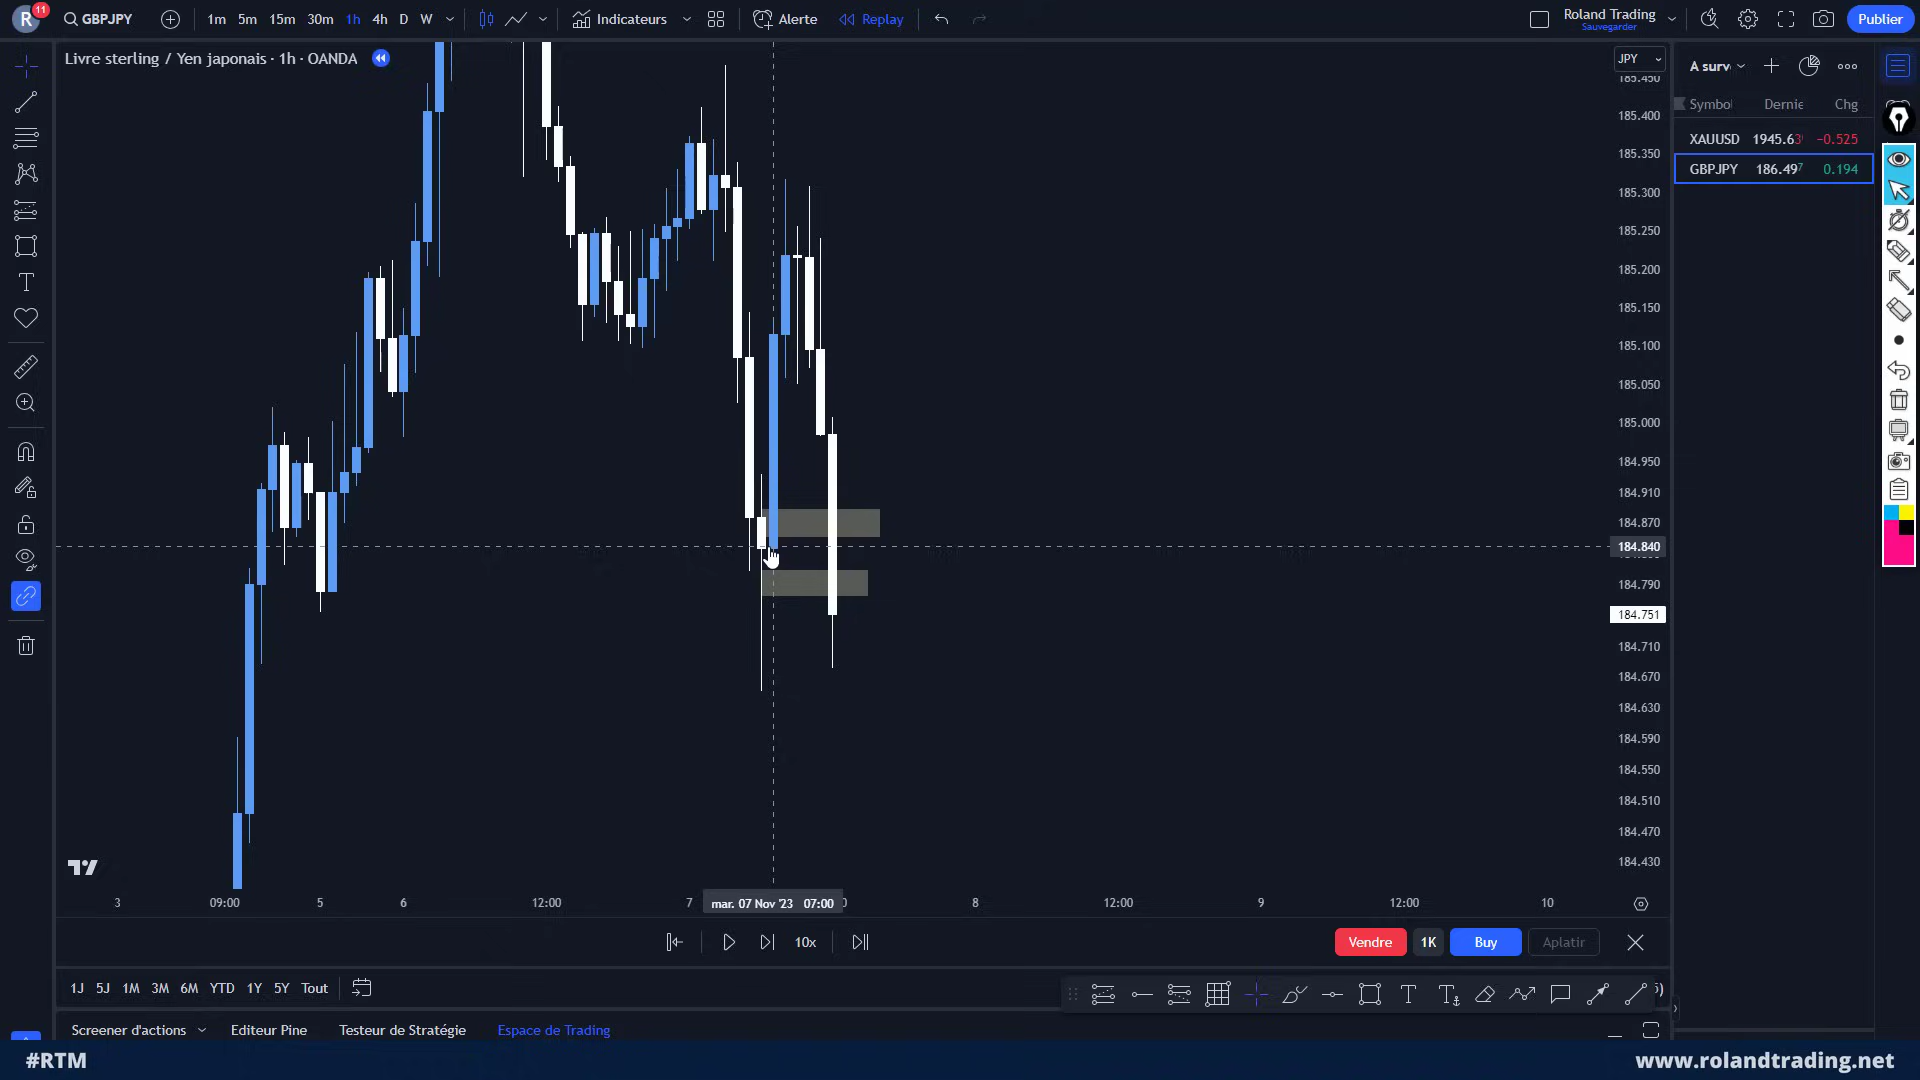 R 11 GBPJPY 1m 5m 15m 30m 1h 4h D W Indicateurs Alerte Replay Roland Trading Publier
Sauvegarder
Livre sterling / Yen japonais · 1h · OANDA
JPY
A surv
Symbol Dernie Chg
XAUUSD 1945.63 −0.525
GBPJPY 186.497 0.194
185.450
185.400
185.350
185.300
185.250
185.200
185.150
185.100
185.050
185.000
184.950
184.910
184.870
184.840
184.790
184.751
184.710
184.670
184.630
184.590
184.550
184.510
184.470
184.430
T
3 09:00 5 6 12:00 7 mar. 07 Nov '23 07:00 8 12:00 9 12:00 10
10x
Vendre 1K Buy Aplatir
1J 5J 1M 3M 6M YTD 1Y 5Y Tout
T T
Screener d'actions Editeur Pine Testeur de Stratégie Espace de Trading
#RTM www.rolandtrading.net